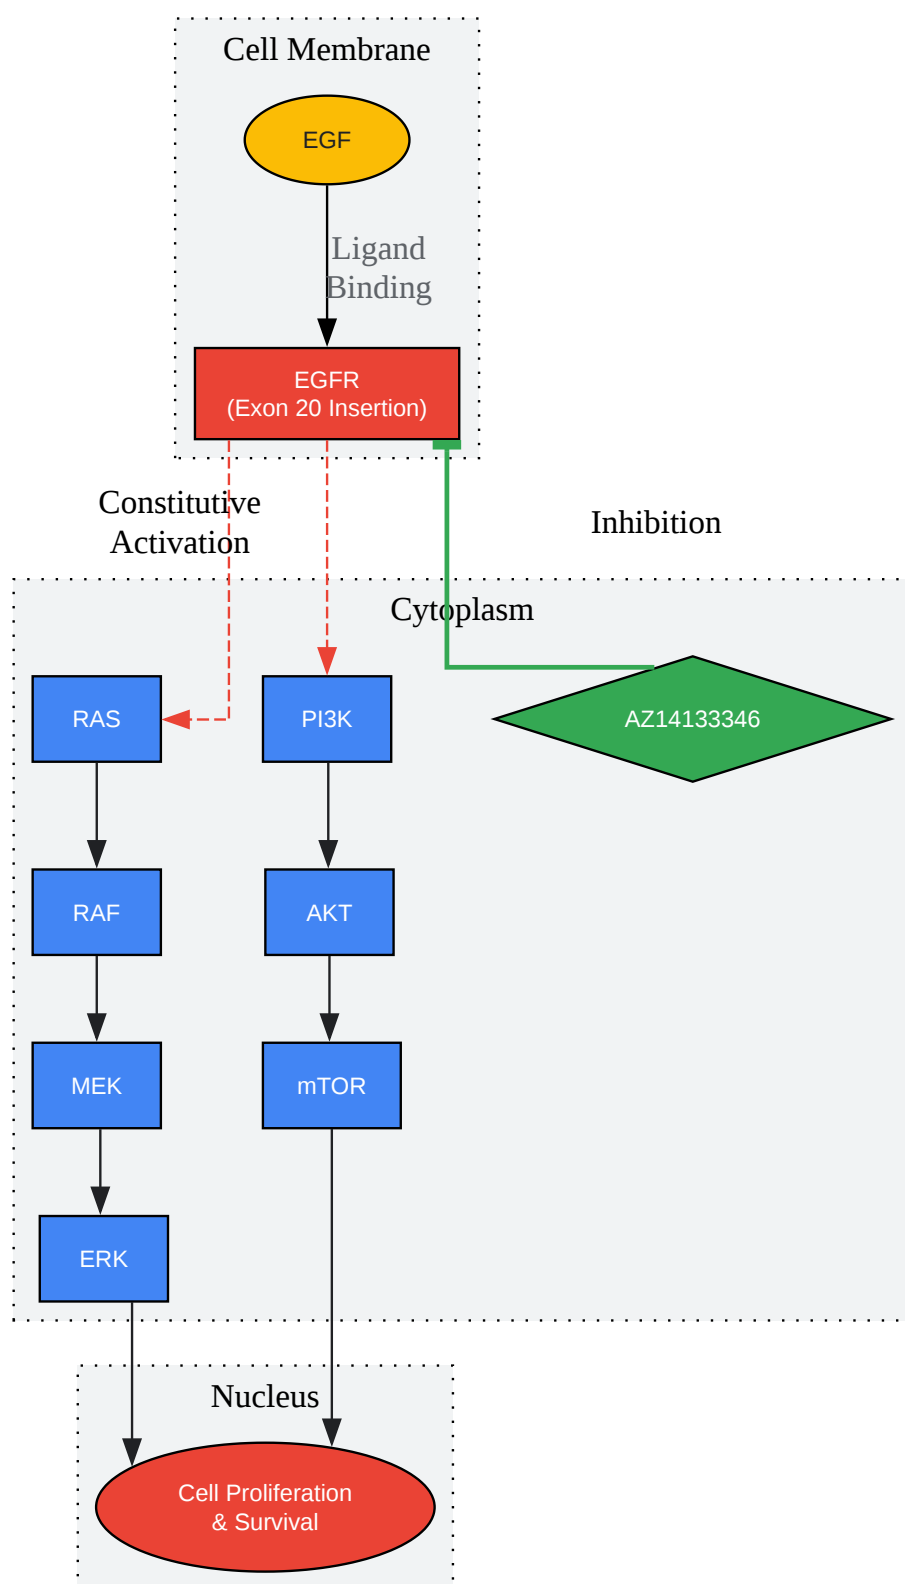 Cell Membrane
EGF
Ligand
Binding
EGFR
(Exon 20 Insertion)
Constitutive
Activation
Inhibition
Cytoplasm
RAS
PI3K
AZ14133346
RAF
AKT
MEK
mTOR
ERK
Nucleus
Cell Proliferation
& Survival